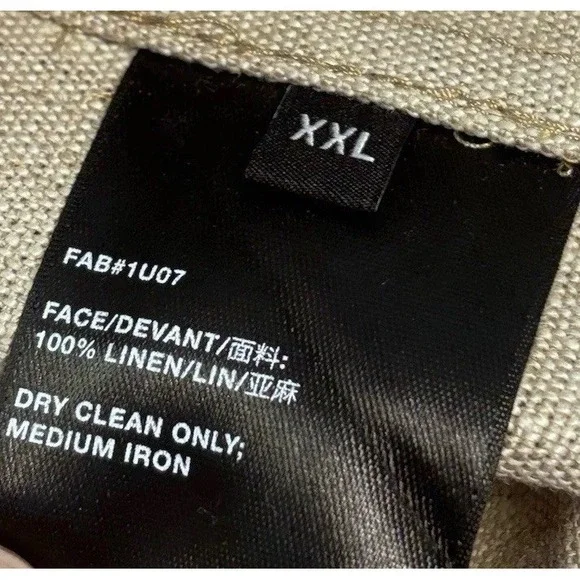 XXL
FAB#1U07
FACE/DEVANT/面料:
100% LINEN/LIN/亚麻
DRY CLEAN ONLY;
MEDIUM IRON